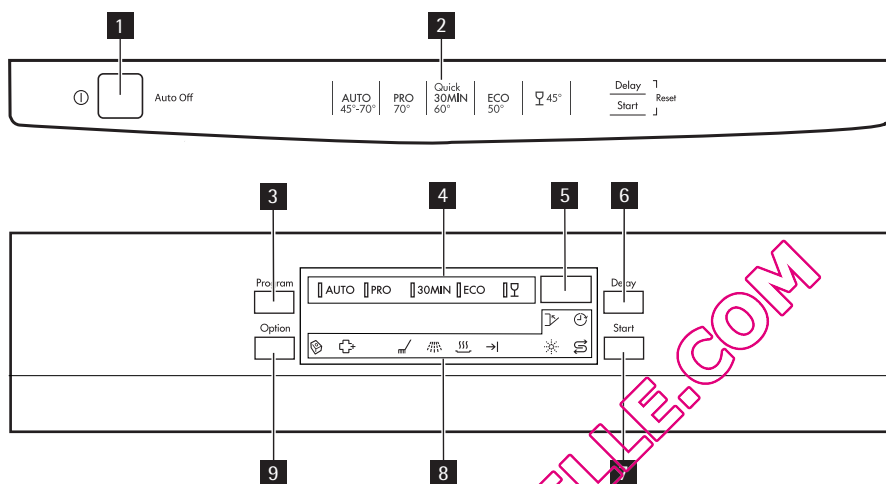 1
2
Auto Off
AUTO 45°-70°
PRO 70°
Quick 30MIN 60°
ECO 50°
45°
Delay
Start
Reset
3
4
5
6
Program
AUTO PRO 30MIN ECO
Delay
Option
Start
9
8